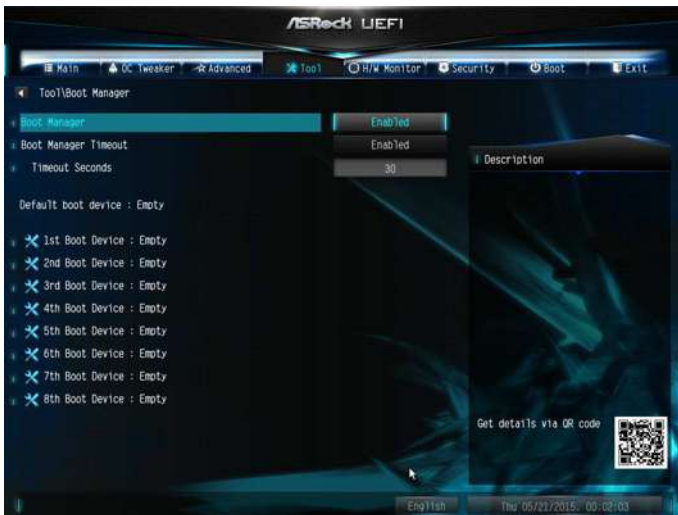 ASRock UEFI
Main OC Tweaker Advanced Tool H/W Monitor Security Boot Exit
Tool\Boot Manager
Boot Manager Enabled
Boot Manager Timeout Enabled
Timeout Seconds 30
Description
Default boot device : Empty
1st Boot Device : Empty
2nd Boot Device : Empty
3rd Boot Device : Empty
4th Boot Device : Empty
5th Boot Device : Empty
6th Boot Device : Empty
7th Boot Device : Empty
8th Boot Device : Empty
Get details via QR code
English Thu 05/21/2015, 00:02:03